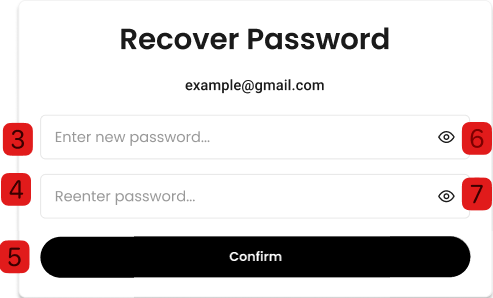 Recover Password
example@gmail.com
3 Enter new password... 6
4 Reenter password... 7
5 Confirm